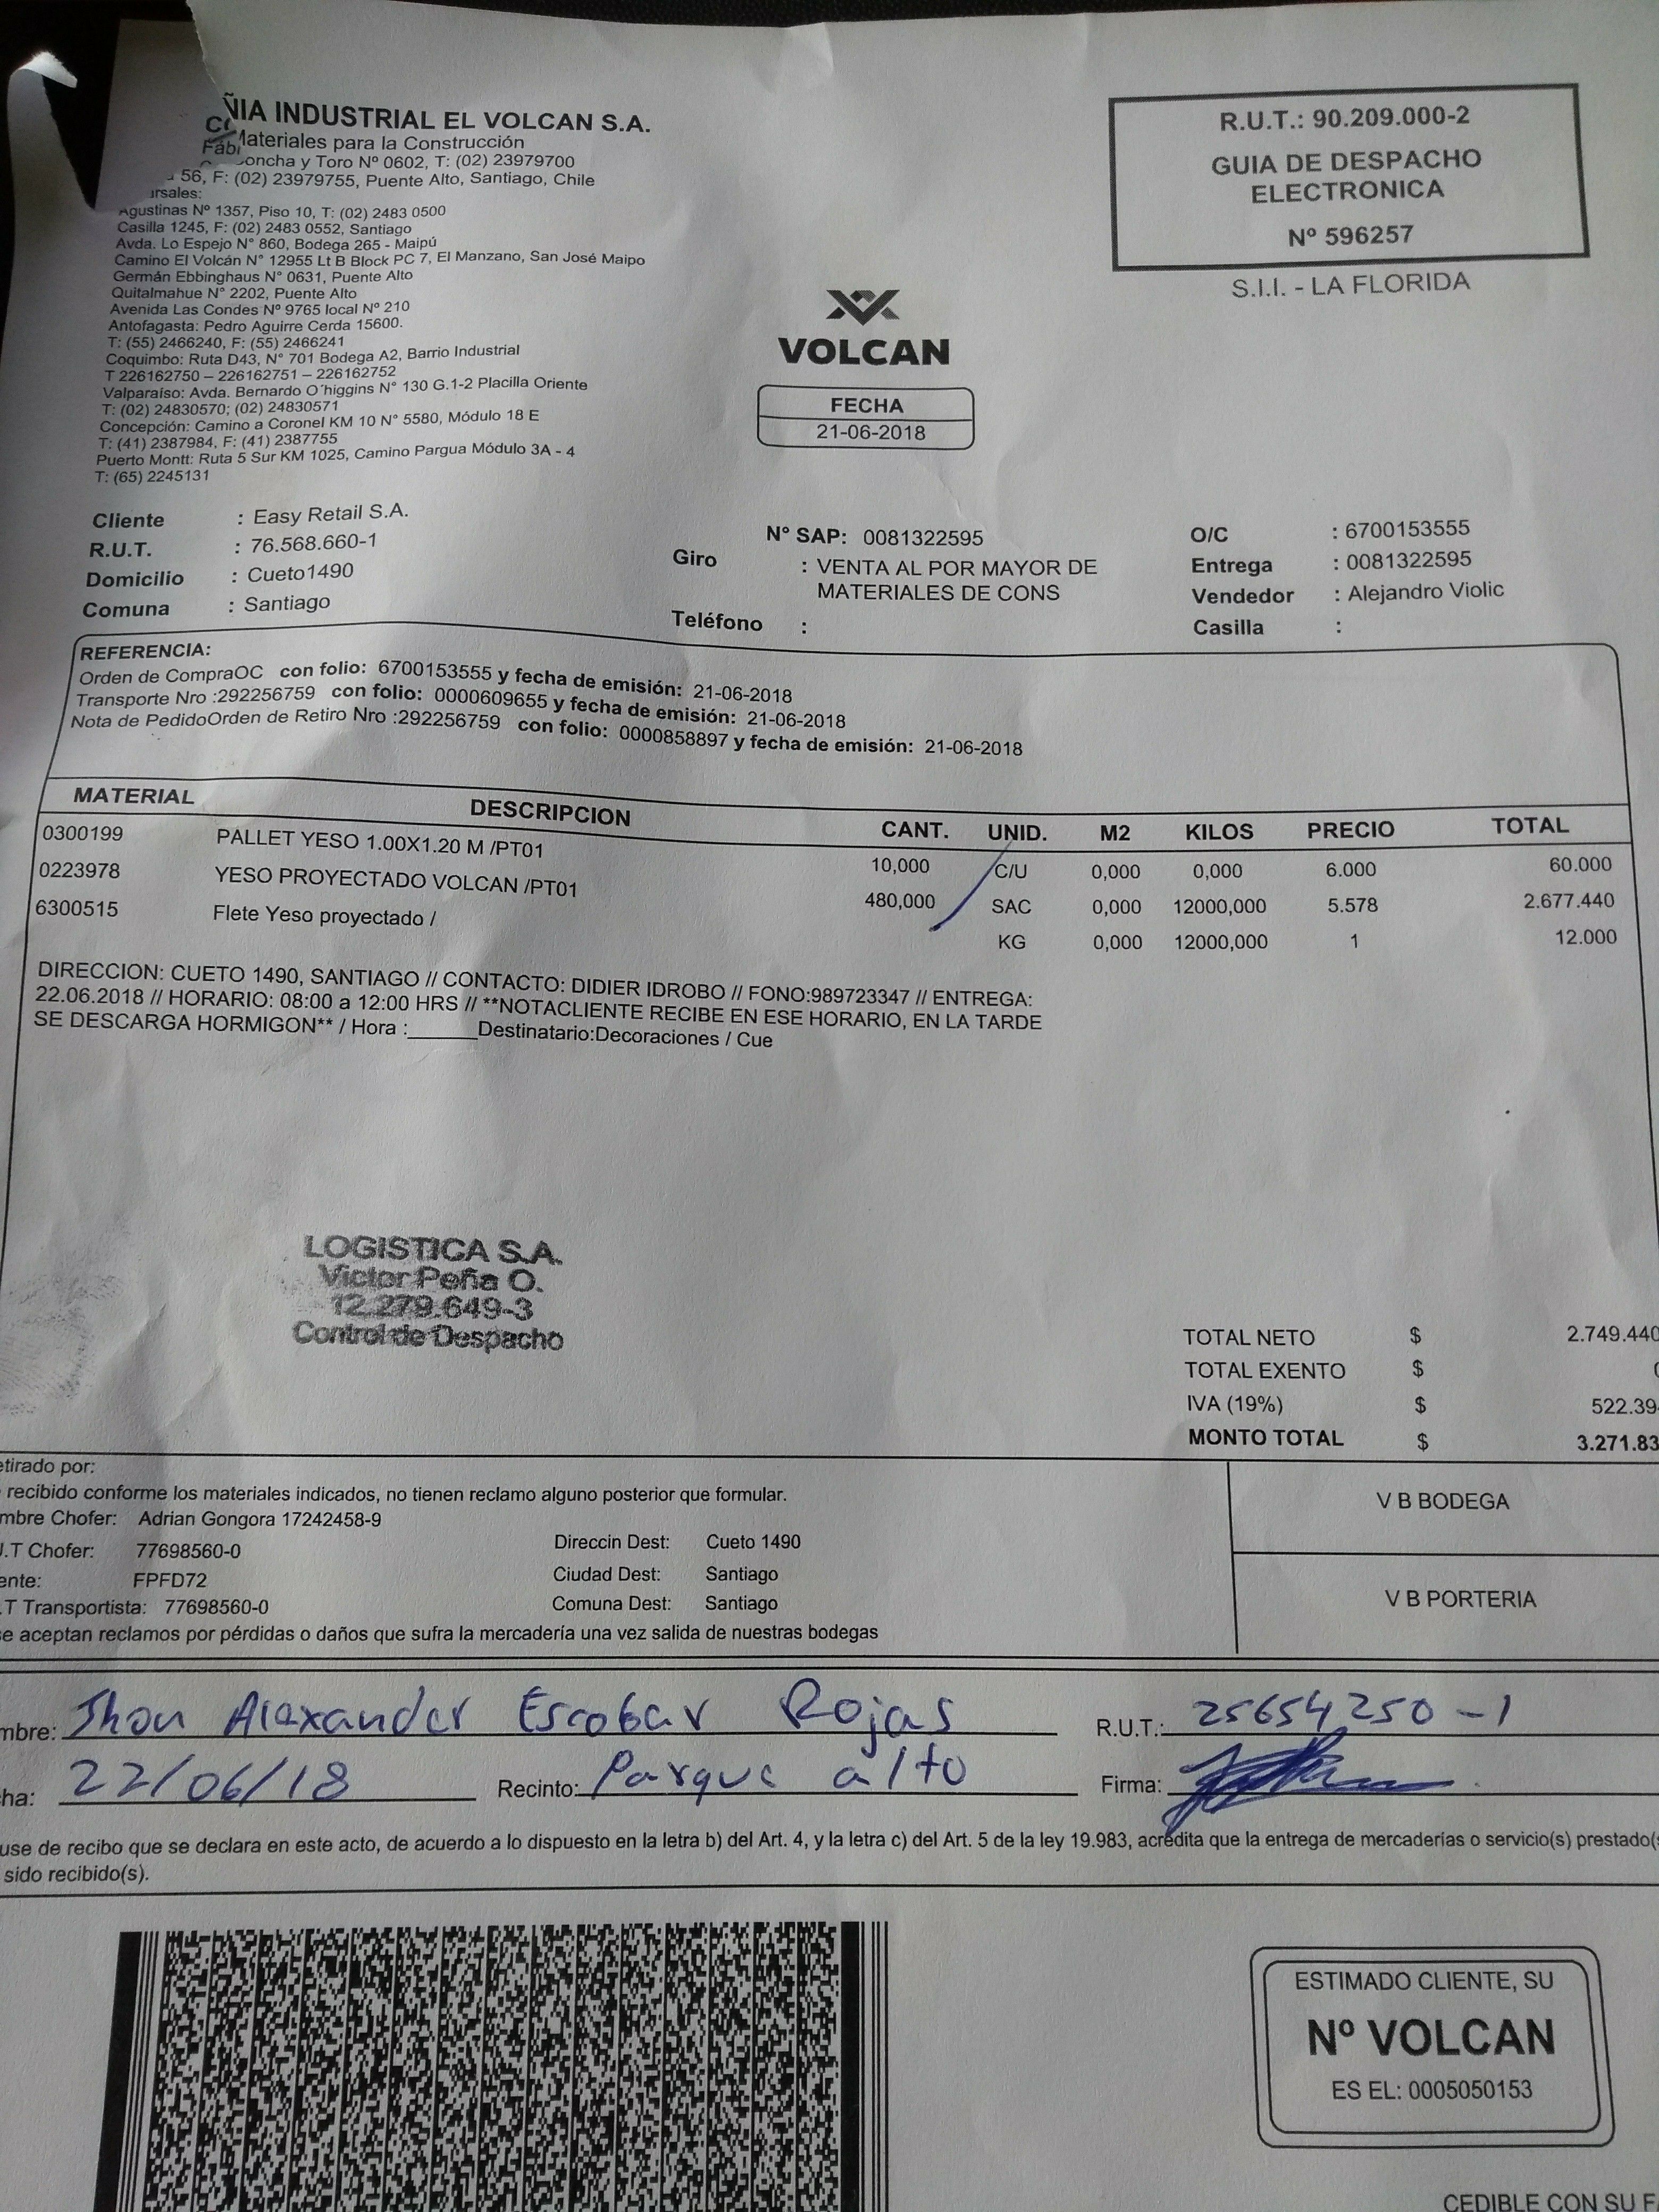 ÑIA INDUSTRIAL EL VOLCAN S.A.
Materiales para la Construcción
Concha y Toro Nº 0602, T: (02) 23979700
56, F: (02) 23979755, Puente Alto, Santiago, Chile
ursales:
Agustinas Nº 1357, Piso 10, T: (02) 2483 0500
Casilla 1245, F: (02) 2483 0552, Santiago
Avda. Lo Espejo N° 860, Bodega 265 - Maipú
Camino El Volcán N° 12955 Lt B Block PC 7, El Manzano, San José Maipo
Germán Ebbinghaus N° 0631, Puente Alto
Quitalmahue N° 2202, Puente Alto
Avenida Las Condes Nº 9765 local Nº 210
Antofagasta: Pedro Aguirre Cerda 15600.
T: (55) 2466240, F: (55) 2466241
Coquimbo: Ruta D43, N° 701 Bodega A2, Barrio Industrial
T 226162750 – 226162751 – 226162752
Valparaíso: Avda. Bernardo O´higgins N° 130 G.1-2 Placilla Oriente
T: (02) 24830570; (02) 24830571
Concepción: Camino a Coronel KM 10 N° 5580, Módulo 18 E
T: (41) 2387984, F: (41) 2387755
Puerto Montt: Ruta 5 Sur KM 1025, Camino Pargua Módulo 3A - 4
T: (65) 2245131
R.U.T.: 90.209.000-2
GUIA DE DESPACHO
ELECTRONICA
Nº 596257
S.I.I. - LA FLORIDA
VOLCAN
FECHA
21-06-2018
Cliente : Easy Retail S.A.
R.U.T. : 76.568.660-1
Domicilio : Cueto1490
Comuna : Santiago
N° SAP: 0081322595
Giro : VENTA AL POR MAYOR DE
MATERIALES DE CONS
Teléfono :
O/C : 6700153555
Entrega : 0081322595
Vendedor : Alejandro Violic
Casilla :
REFERENCIA:
Orden de CompraOC con folio: 6700153555 y fecha de emisión: 21-06-2018
Transporte Nro :292256759 con folio: 0000609655 y fecha de emisión: 21-06-2018
Nota de PedidoOrden de Retiro Nro :292256759 con folio: 0000858897 y fecha de emisión: 21-06-2018
MATERIAL DESCRIPCION CANT. UNID. M2 KILOS PRECIO TOTAL
0300199 PALLET YESO 1.00X1.20 M /PT01 10,000 C/U 0,000 0,000 6.000 60.000
0223978 YESO PROYECTADO VOLCAN /PT01 480,000 SAC 0,000 12000,000 5.578 2.677.440
6300515 Flete Yeso proyectado / KG 0,000 12000,000 1 12.000
DIRECCION: CUETO 1490, SANTIAGO // CONTACTO: DIDIER IDROBO // FONO:989723347 // ENTREGA:
22.06.2018 // HORARIO: 08:00 a 12:00 HRS // **NOTACLIENTE RECIBE EN ESE HORARIO, EN LA TARDE
SE DESCARGA HORMIGON** / Hora :______Destinatario:Decoraciones / Cue
LOGISTICA S.A.
Victor Peña O.
12.279.649-3
Control de Despacho
TOTAL NETO $ 2.749.440
TOTAL EXENTO $ 0
IVA (19%) $ 522.39
MONTO TOTAL $ 3.271.83
etirado por:
recibido conforme los materiales indicados, no tienen reclamo alguno posterior que formular.
mbre Chofer: Adrian Gongora 17242458-9
J.T Chofer: 77698560-0
ente: FPFD72
.T Transportista: 77698560-0
Direccin Dest: Cueto 1490
Ciudad Dest: Santiago
Comuna Dest: Santiago
V B BODEGA
V B PORTERIA
se aceptan reclamos por pérdidas o daños que sufra la mercadería una vez salida de nuestras bodegas
mbre: Jhon Alexander Escobar Rojas R.U.T.: 25654250-1
ha: 22/06/18 Recinto: Parque alto Firma:
use de recibo que se declara en este acto, de acuerdo a lo dispuesto en la letra b) del Art. 4, y la letra c) del Art. 5 de la ley 19.983, acredita que la entrega de mercaderías o servicio(s) prestado(s
sido recibido(s).
ESTIMADO CLIENTE, SU
Nº VOLCAN
ES EL: 0005050153
CEDIBLE CON SU F